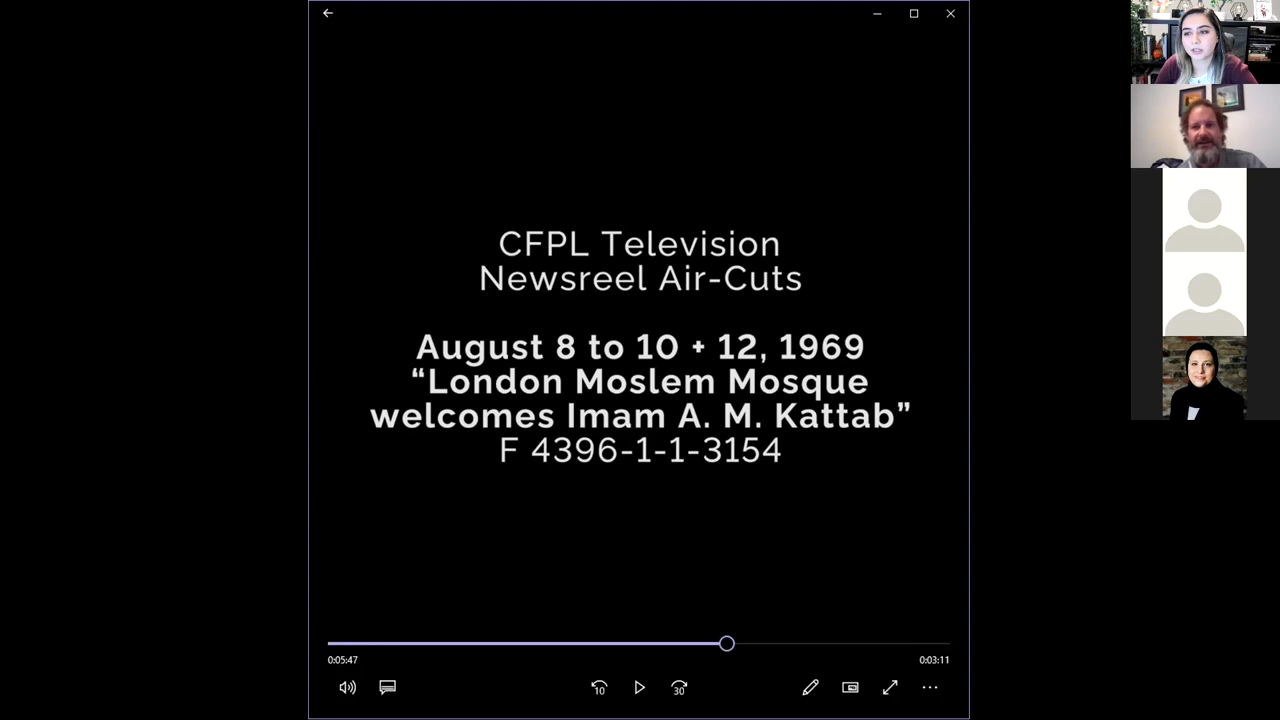 CFPL Television
Newsreel Air-Cuts
August 8 to 10 + 12, 1969
“London Moslem Mosque
welcomes Imam A. M. Kattab”
F 4396-1-1-3154
0:05:47
0:03:11
10
30